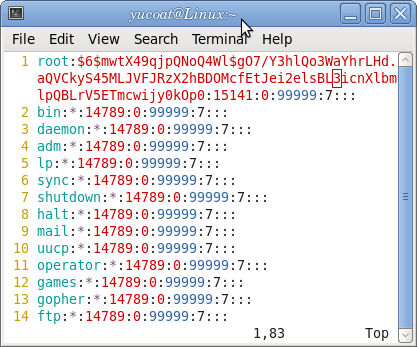 yucoat@Linux:~
File Edit View Search Terminal Help
1 root:$6$mwtX49qjpQNoQ4Wl$gO7/Y3hlQo3WaYhrLHd.
aQVCkyS45MLJVFJRzX2hBDOMcfEtJei2elsBL3icnXlbm
lpQBLrV5ETmcwijy0kOp0:15141:0:99999:7:::
2 bin:*:14789:0:99999:7:::
3 daemon:*:14789:0:99999:7:::
4 adm:*:14789:0:99999:7:::
5 lp:*:14789:0:99999:7:::
6 sync:*:14789:0:99999:7:::
7 shutdown:*:14789:0:99999:7:::
8 halt:*:14789:0:99999:7:::
9 mail:*:14789:0:99999:7:::
10 uucp:*:14789:0:99999:7:::
11 operator:*:14789:0:99999:7:::
12 games:*:14789:0:99999:7:::
13 gopher:*:14789:0:99999:7:::
14 ftp:*:14789:0:99999:7:::
1,83 Top